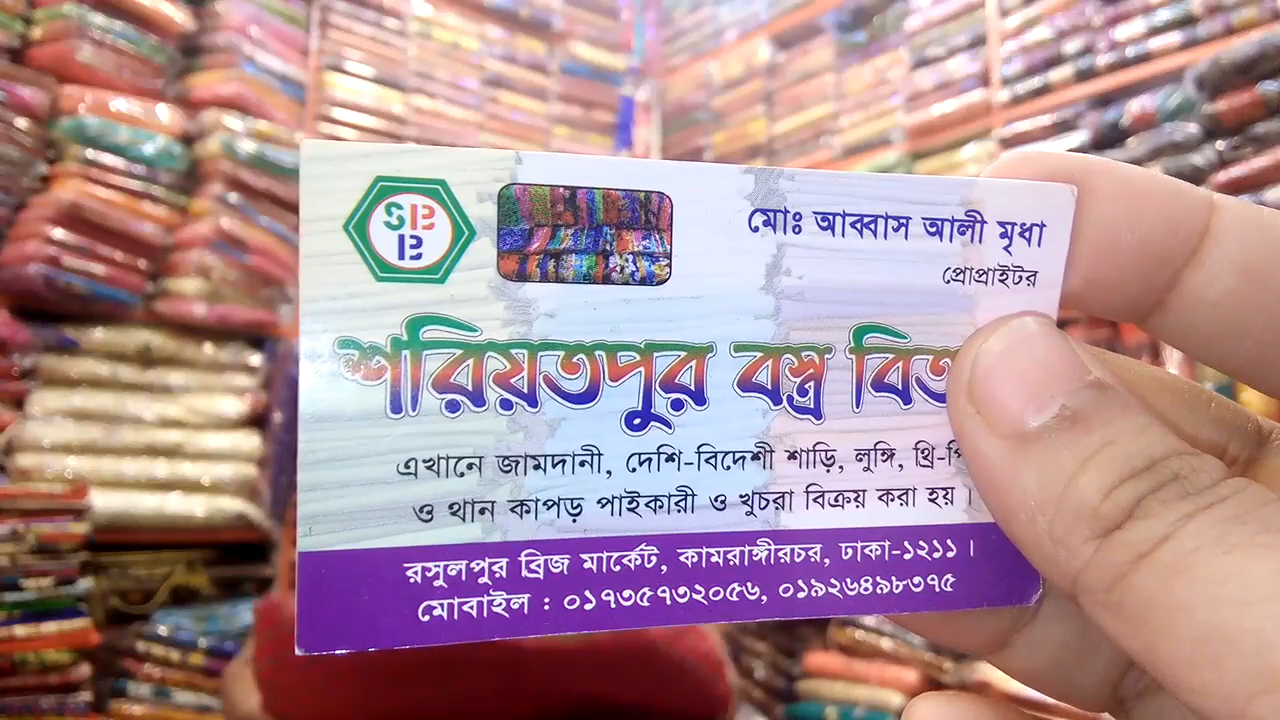 SBB
মোঃ আব্বাস আলী মৃধা
প্রোপ্রাইটর
শরিয়তপুর বস্ত্র
এখানে জামদানী, দেশি-বিদেশী শাড়ি, লুঙ্গি,
ও থান কাপড় পাইকারী ও খুচরা বিক্রয় করা হয় ।
রসুলপুর ব্রিজ মার্কেট, কামরাঙ্গীরচর, ঢাকা-১২১১ ।
মোবাইল : ০১৭৩৫৭৩২০৫৬, ০১৯২৬৪৯৮৩৭৫